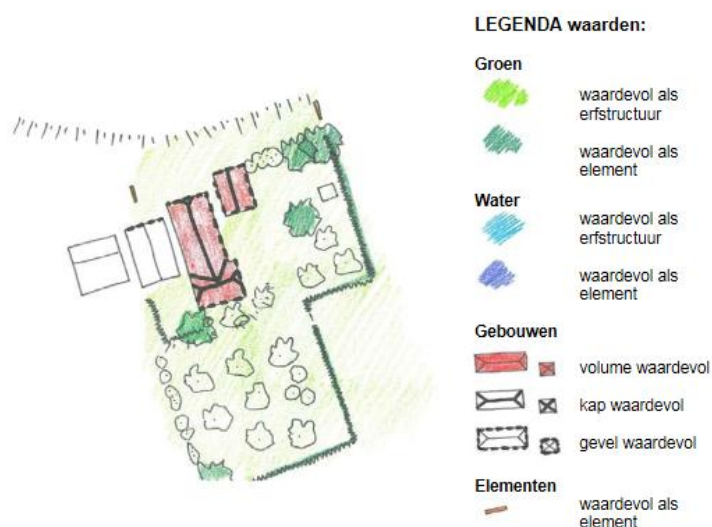 LEGENDA waarden:
Groen
waardevol als
erfstructuur
waardevol als
element
Water
waardevol als
erfstructuur
waardevol als
element
Gebouwen
volume waardevol
kap waardevol
gevel waardevol
Elementen
waardevol als
element